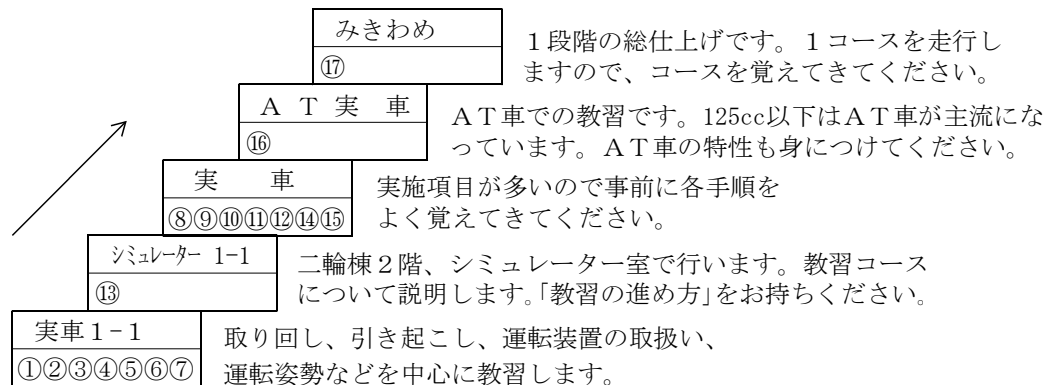 みきわめ
⑰
1段階の総仕上げです。1コースを走行し
ますので、コースを覚えてきてください。
AT実車
⑯
AT車での教習です。125cc以下はAT車が主流にな
っています。AT車の特性も身につけてください。
実車
⑧⑨⑩⑪⑫⑭⑮
実施項目が多いので事前に各手順を
よく覚えてきてください。
シミュレーター 1-1
⑬
二輪棟2階、シミュレーター室で行います。教習コース
について説明します。「教習の進め方」をお持ちください。
実車1-1
①②③④⑤⑥⑦
取り回し、引き起こし、運転装置の取扱い、
運転姿勢などを中心に教習します。